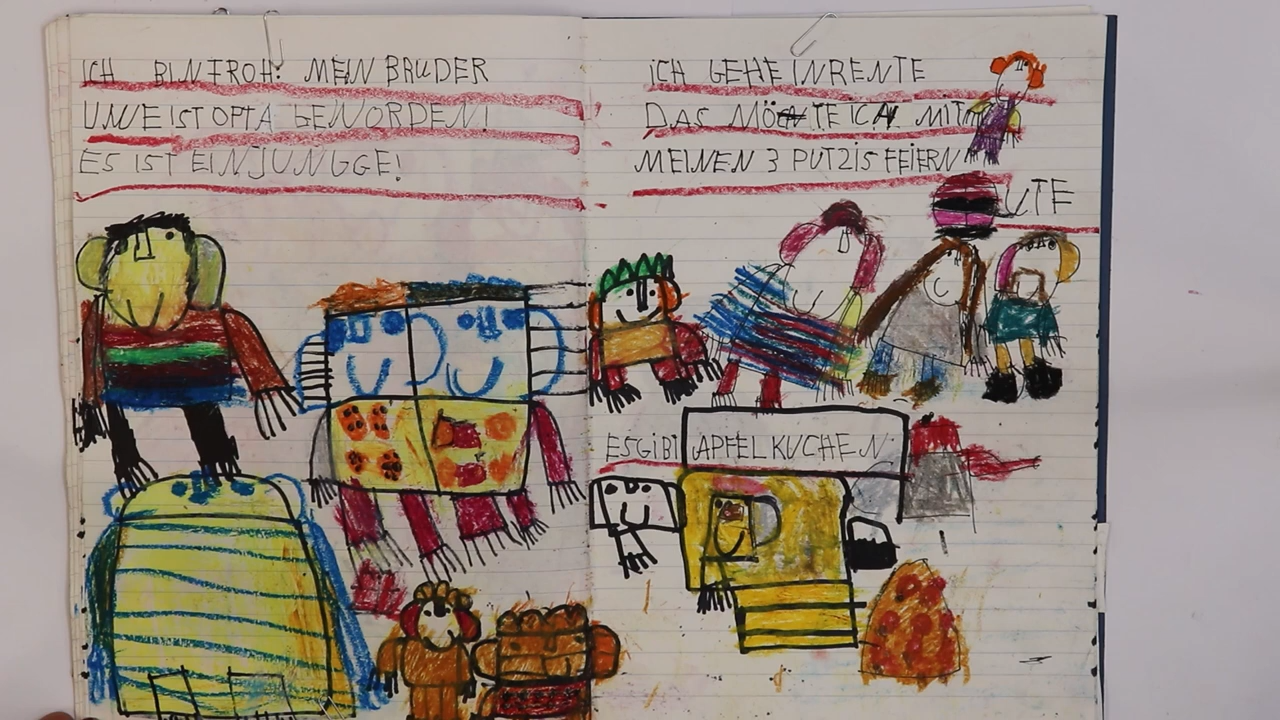 ICH BIN FROH: MEIN BAUDER
UWE IST OPTA GEWORDEN!
ES IST EIN JUNGGE!
ICH GEHE IN RENTE
DAS MÖCHTE ICH MIT
MEINEN 3 PUTZIS FEIERN
UTE
ES GIBT APFELKUCHEN